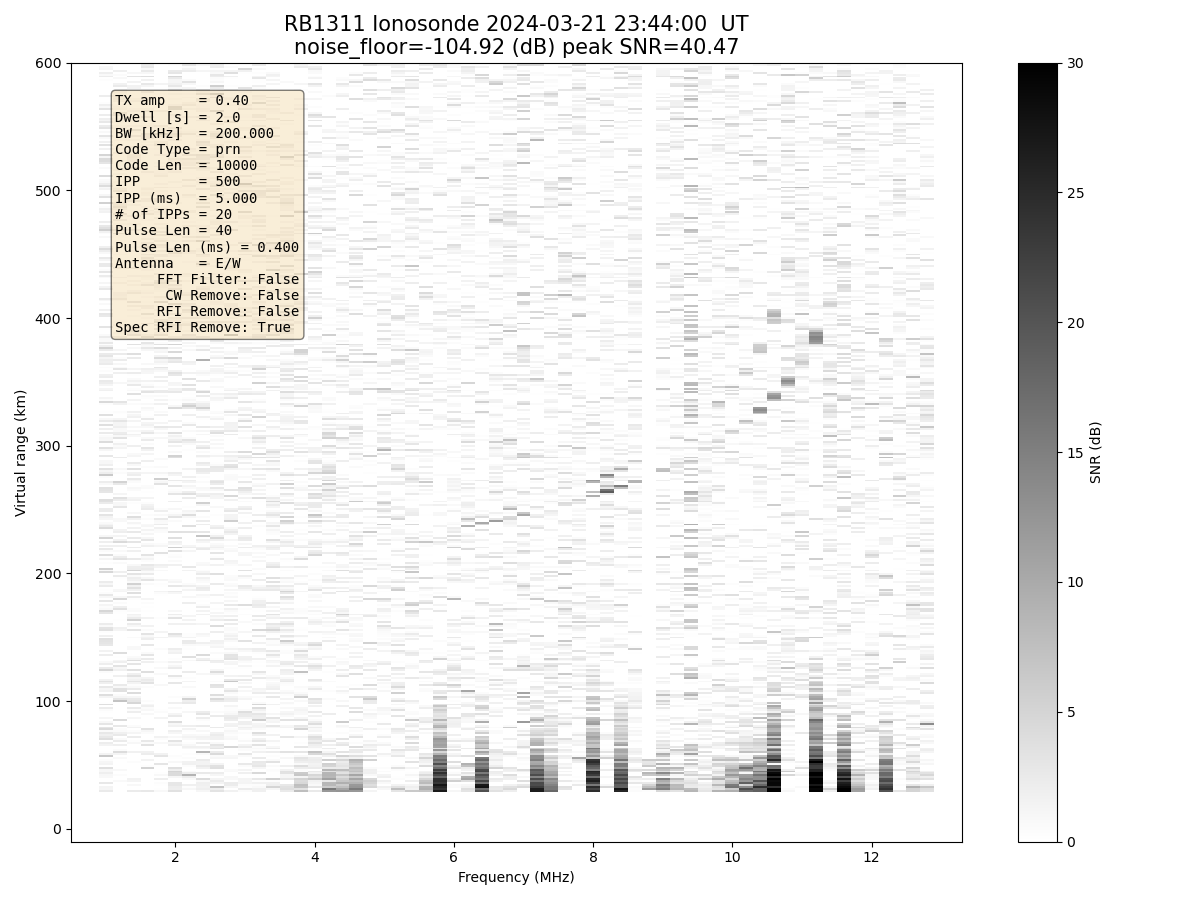 RB1311 Ionosonde 2024-03-21 23:44:00 UT
noise_floor=-104.92 (dB) peak SNR=40.47
600
500
400
300
200
100
0
Virtual range (km)
TX amp    = 0.40
Dwell [s] = 2.0
BW [kHz]  = 200.000
Code Type = prn
Code Len  = 10000
IPP       = 500
IPP (ms)  = 5.000
# of IPPs = 20
Pulse Len = 40
Pulse Len (ms) = 0.400
Antenna   = E/W
FFT Filter: False
CW Remove: False
RFI Remove: False
Spec RFI Remove: True
2 4 6 8 10 12
Frequency (MHz)
30
25
20
15
10
5
0
SNR (dB)